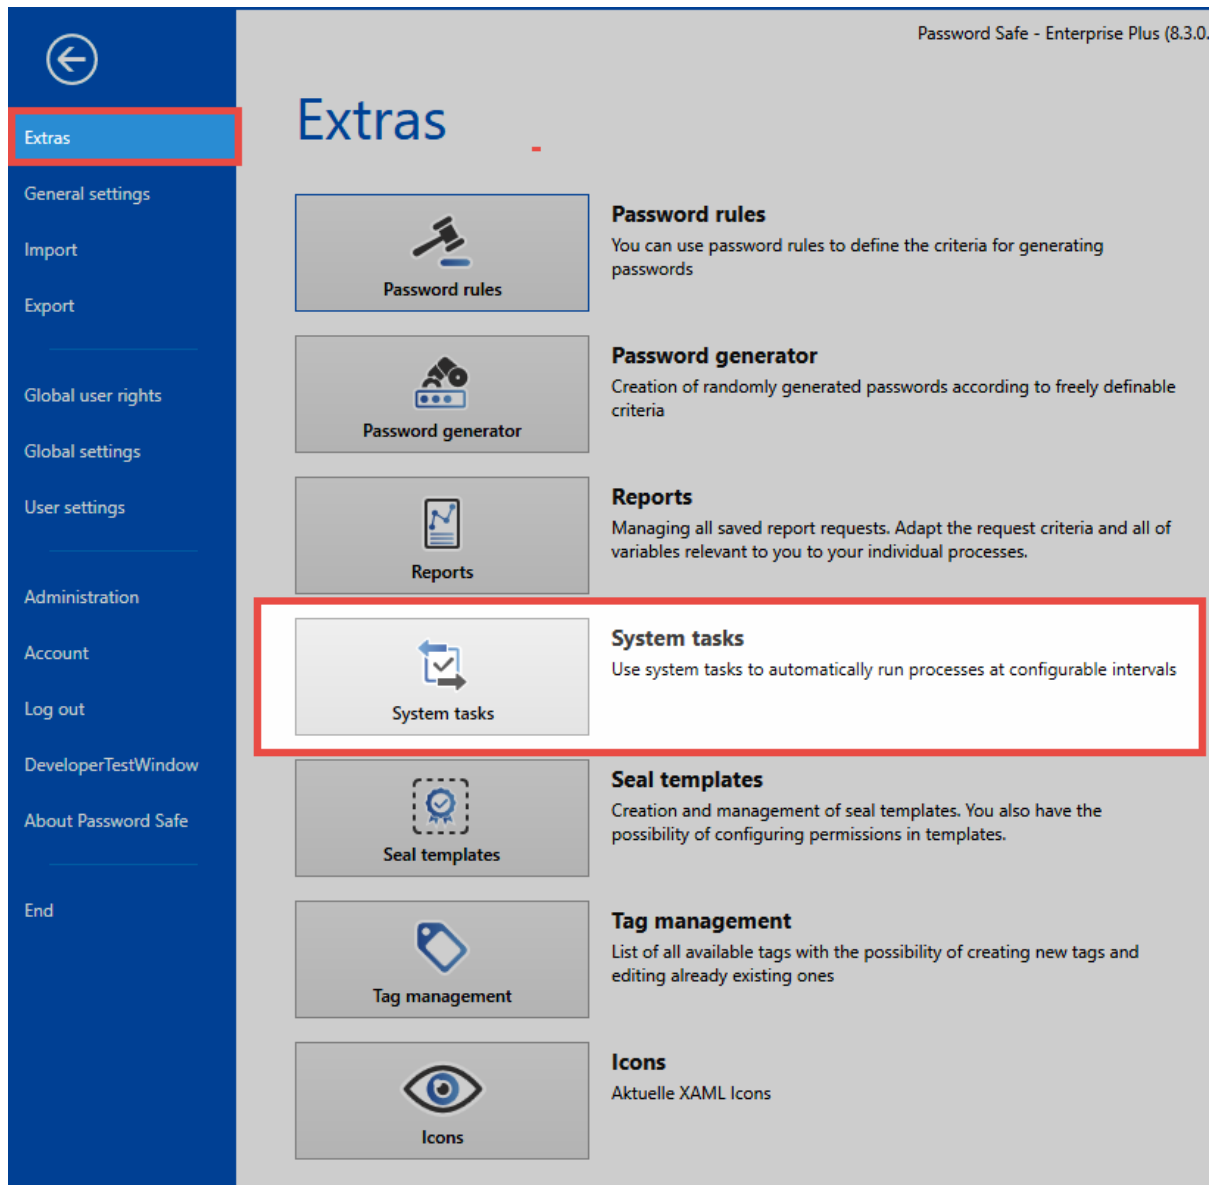 Password Safe - Enterprise Plus (8.3.0.
Extras
Extras
General settings
Import
Export
Global user rights
Global settings
User settings
Administration
Account
Log out
DeveloperTestWindow
About Password Safe
End
Password rules
Password rules
You can use password rules to define the criteria for generating
passwords
Password generator
Password generator
Creation of randomly generated passwords according to freely definable
criteria
Reports
Reports
Managing all saved report requests. Adapt the request criteria and all of
variables relevant to you to your individual processes.
System tasks
System tasks
Use system tasks to automatically run processes at configurable intervals
Seal templates
Seal templates
Creation and management of seal templates. You also have the
possibility of configuring permissions in templates.
Tag management
Tag management
List of all available tags with the possibility of creating new tags and
editing already existing ones
Icons
Icons
Aktuelle XAML Icons